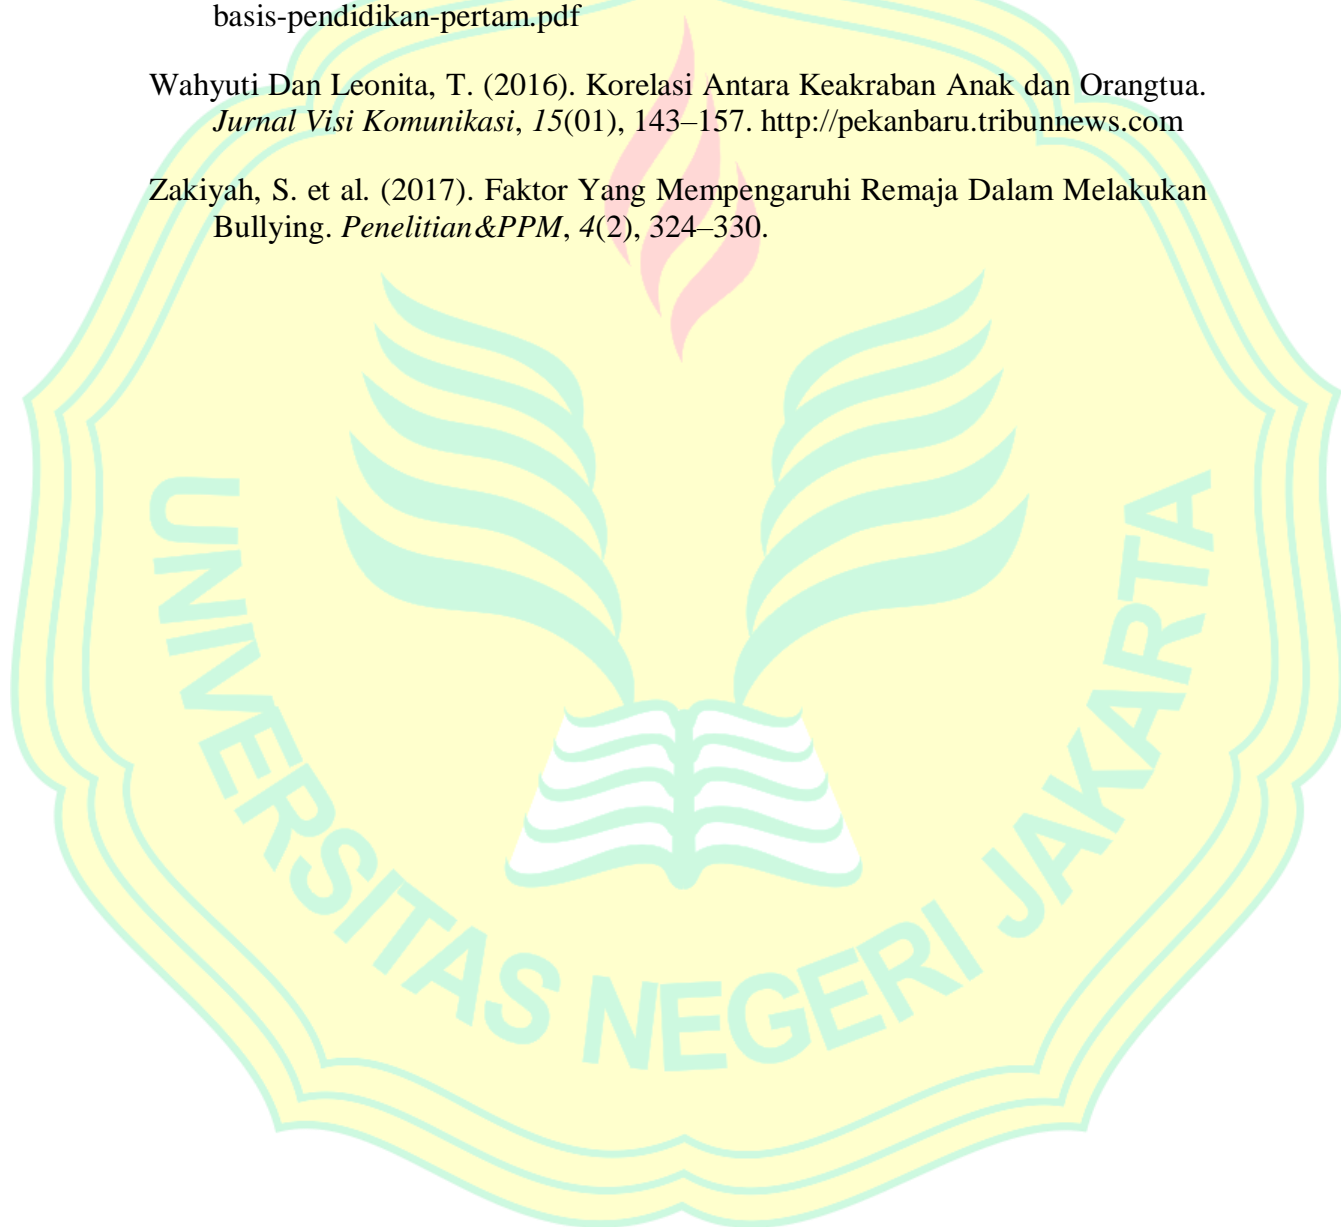 basis-pendidikan-pertam.pdf
Wahyuti Dan Leonita, T. (2016). Korelasi Antara Keakraban Anak dan Orangtua.
Jurnal Visi Komunikasi, 15(01), 143–157. http://pekanbaru.tribunnews.com
Zakiyah, S. et al. (2017). Faktor Yang Mempengaruhi Remaja Dalam Melakukan
Bullying. Penelitian&PPM, 4(2), 324–330.
UNIVERSITAS NEGERI JAKARTA